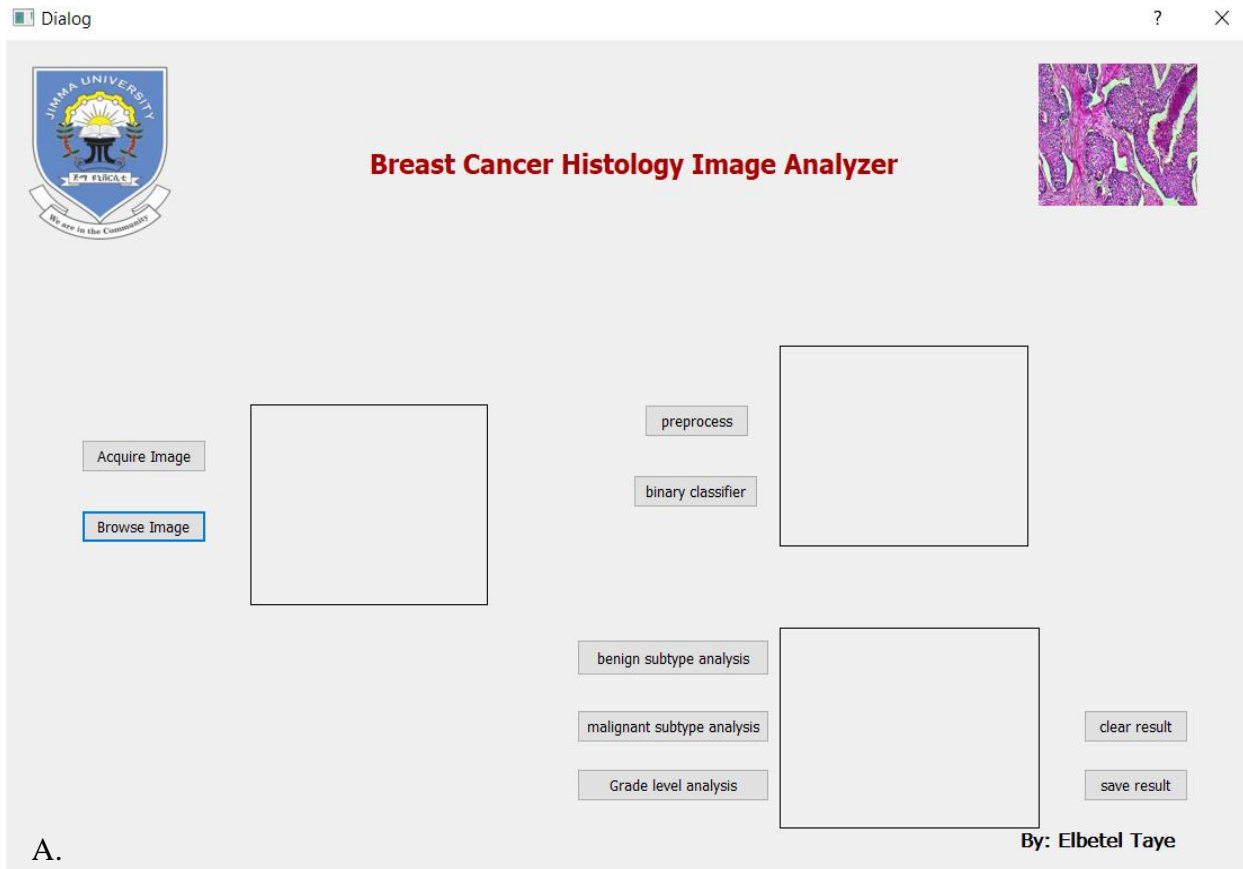 Dialog
?
JIMMA UNIVERSITY
We are in the Community
Breast Cancer Histology Image Analyzer
Acquire Image
Browse Image
preprocess
binary classifier
benign subtype analysis
malignant subtype analysis
Grade level analysis
clear result
save result
By: Elbetel Taye
A.